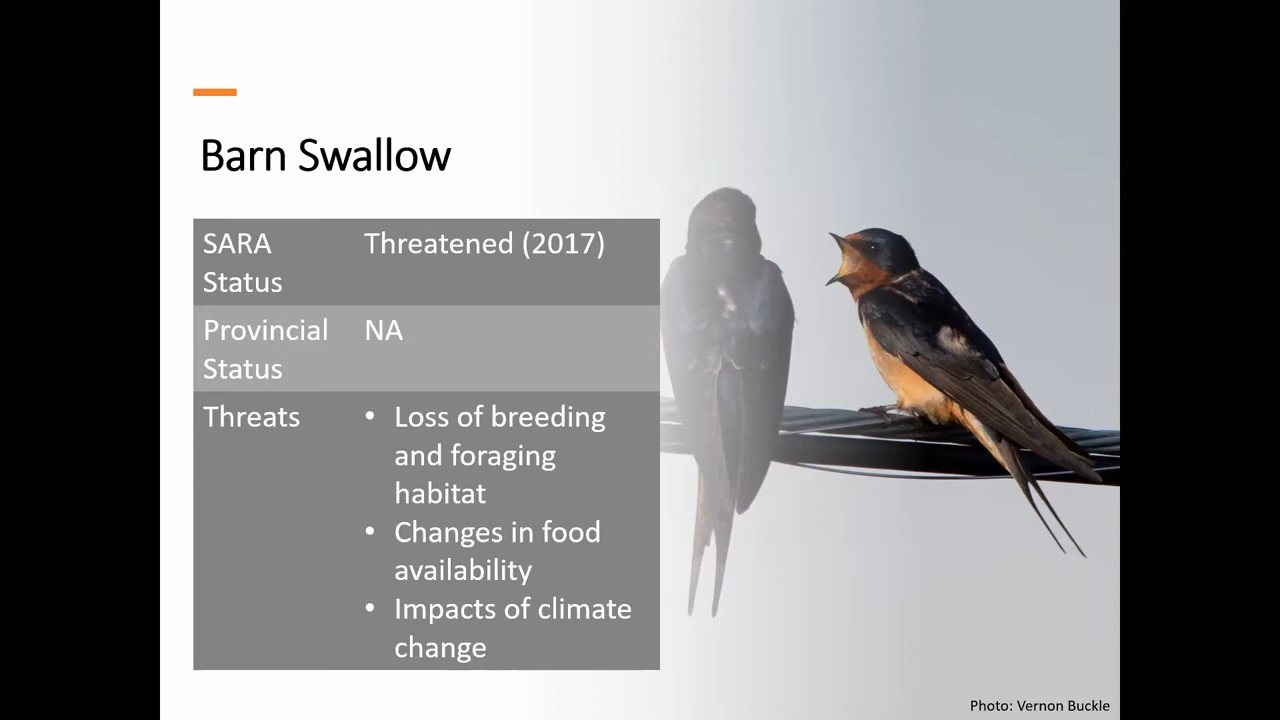 Barn Swallow
SARA Threatened (2017)
Status
Provincial NA
Status
Threats • Loss of breeding
and foraging
habitat
• Changes in food
availability
• Impacts of climate
change
Photo: Vernon Buckle